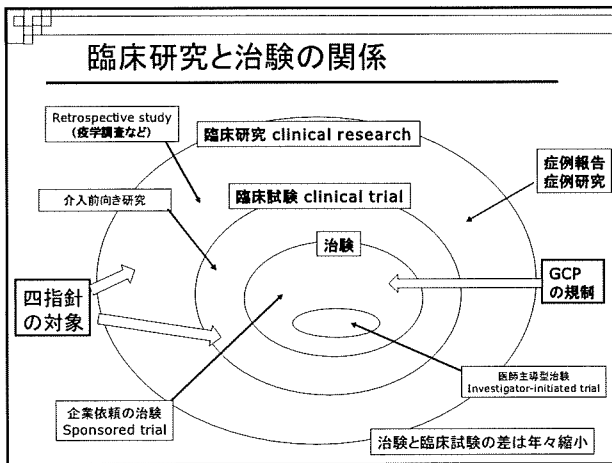 臨床研究と治験の関係
Retrospective study
(疫学調査など)
臨床研究 clinical research
症例報告
症例研究
介入前向き研究
臨床試験 clinical trial
治験
四指針
の対象
GCP
の規制
医師主導型治験
Investigator-initiated trial
企業依頼の治験
Sponsored trial
治験と臨床試験の差は年々縮小